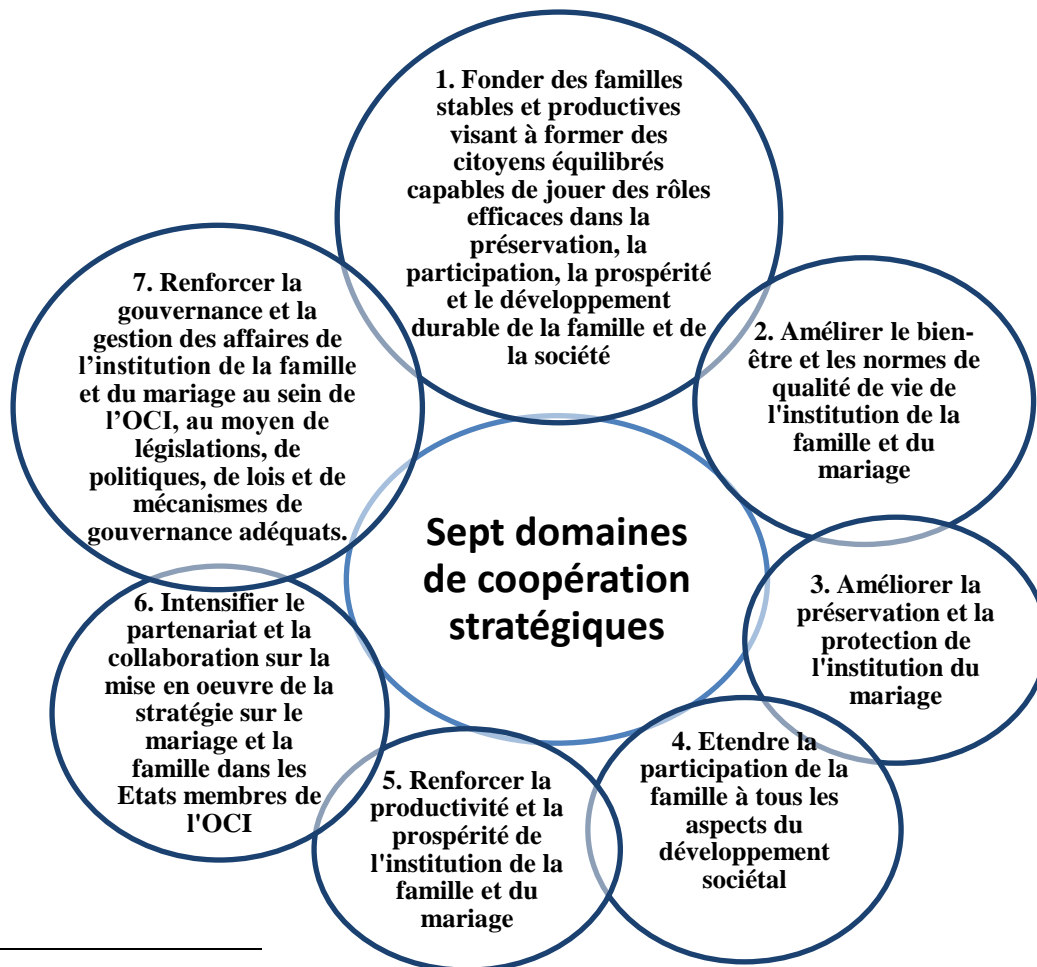 1. Fonder des familles
stables et productives
visant à former des
citoyens équilibrés
capables de jouer des rôles
efficaces dans la
préservation, la
participation, la prospérité
et le développement
durable de la famille et de
la société
2. Amélirer le bien-
être et les normes de
qualité de vie de
l'institution de la
famille et du
mariage
3. Améliorer la
préservation et la
protection de
l'institution du
mariage
4. Etendre la
participation de la
famille à tous les
aspects du
développement
sociétal
5. Renforcer la
productivité et la
prospérité de
l'institution de la
famille et du
mariage
6. Intensifier le
partenariat et la
collaboration sur la
mise en oeuvre de la
stratégie sur le
mariage et la
famille dans les
Etats membres de
l'OCI
7. Renforcer la
gouvernance et la
gestion des affaires de
l’institution de la famille
et du mariage au sein de
l’OCI, au moyen de
législations, de
politiques, de lois et de
mécanismes de
gouvernance adéquats.
Sept domaines
de coopération
stratégiques